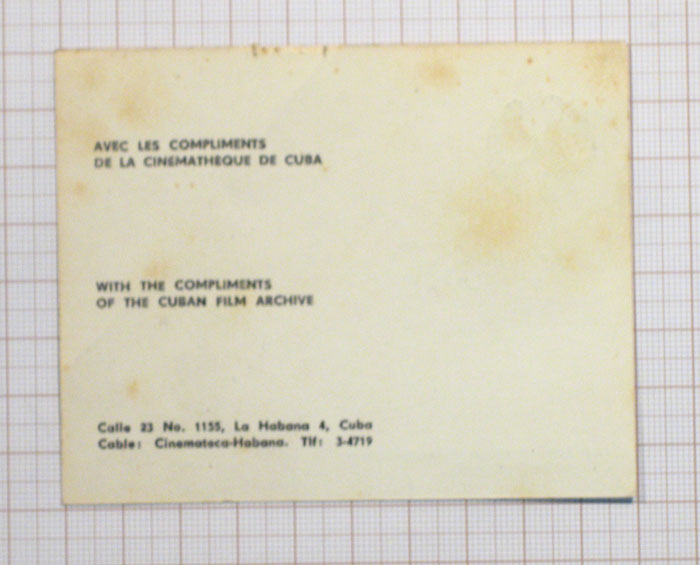 AVEC LES COMPLIMENTS
DE LA CINEMATHEQUE DE CUBA
WITH THE COMPLIMENTS
OF THE CUBAN FILM ARCHIVE
Calle 23 No. 1155, La Habana 4, Cuba
Cable: Cinemateca-Habana. Tlf: 3-4719